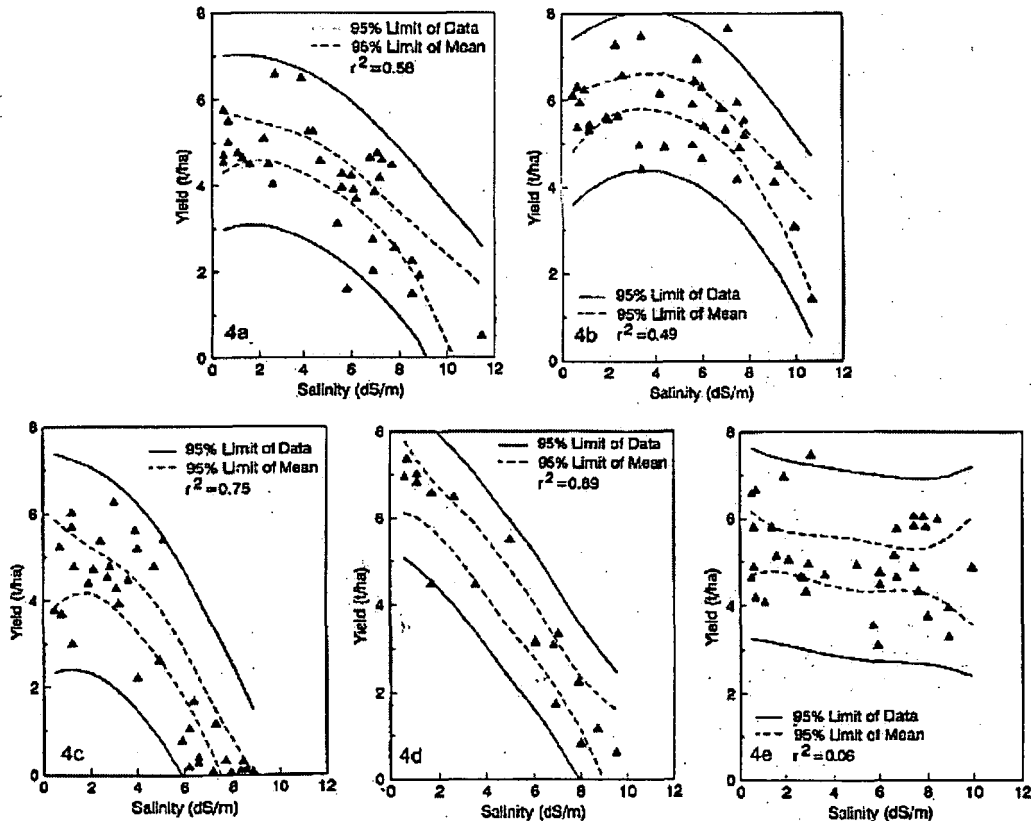 95% Limit of Data
95% Limit of Mean
r²=0.58
8
6
4
2
0
Yield (t/ha)
4a
0 2 4 6 8 10 12
Salinity (dS/m)
8
6
4
2
0
Yield (t/ha)
95% Limit of Data
95% Limit of Mean
r²=0.49
4b
0 2 4 6 8 10 12
Salinity (dS/m)
95% Limit of Data
95% Limit of Mean
r²=0.75
8
6
4
2
0
Yield (t/ha)
4c
0 2 4 6 8 10 12
Salinity (dS/m)
95% Limit of Data
95% Limit of Mean
r²=0.89
8
6
4
2
0
Yield (t/ha)
4d
0 2 4 6 8 10 12
Salinity (dS/m)
8
6
4
2
0
Yield (t/ha)
95% Limit of Data
95% Limit of Mean
r²=0.06
4e
0 2 4 6 8 10 12
Salinity (dS/m)